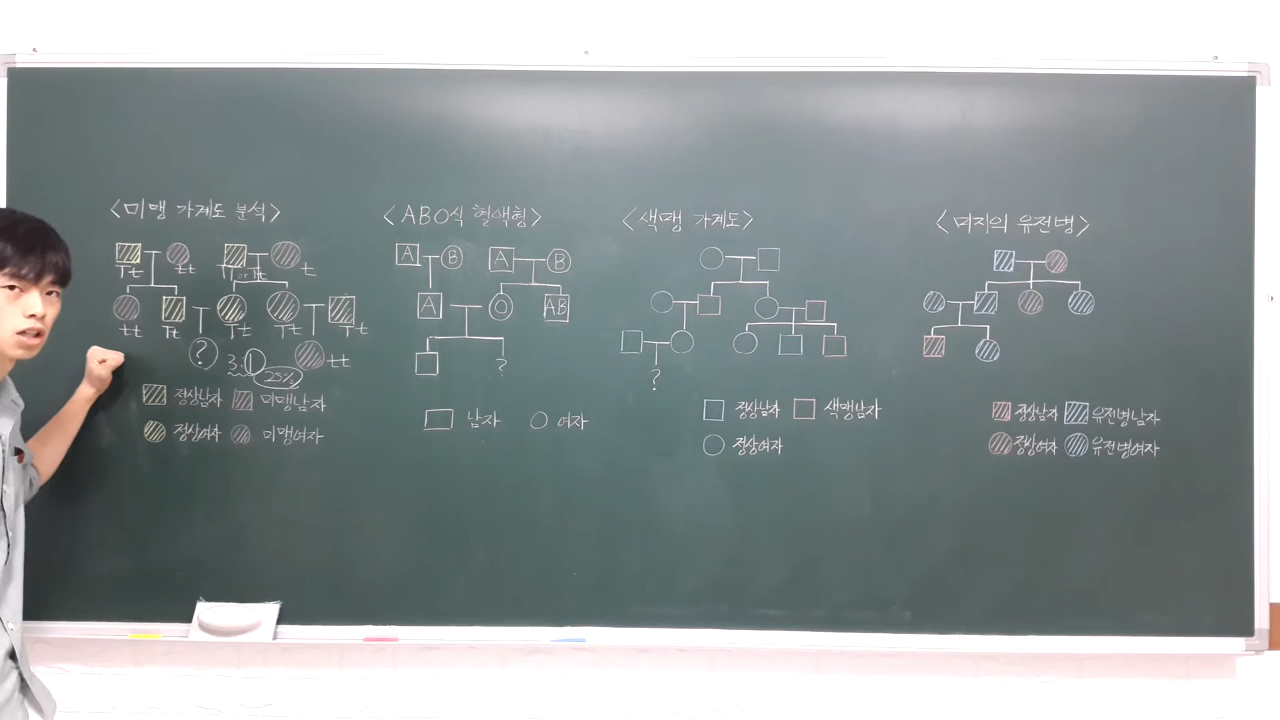 <미맹 가계도 분석>
Tt tt TT or Tt t
tt Tt Tt Tt Tt
? 3:1 tt
25%
정상남자 미맹남자
정상여자 미맹여자
<ABO식 혈액형>
A B A B
A O AB
?
남자 여자
<색맹 가계도>
?
정상남자 색맹남자
정상여자
<미지의 유전병>
정상남자 유전병남자
정상여자 유전병여자